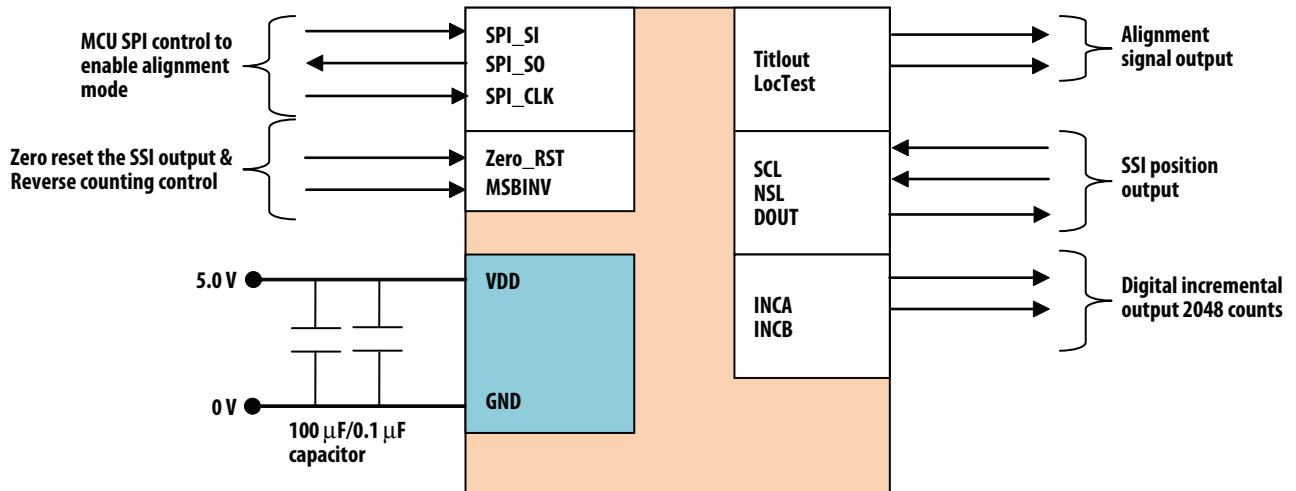 MCU SPI control to
enable alignment
mode
Zero reset the SSI output &
Reverse counting control
SPI_SI
SPI_SO
SPI_CLK
Zero_RST
MSBINV
5.0 V
VDD
0 V
GND
100 μF/0.1 μF
capacitor
Titlout
LocTest
SCL
NSL
DOUT
INCA
INCB
Alignment
signal output
SSI position
output
Digital incremental
output 2048 counts